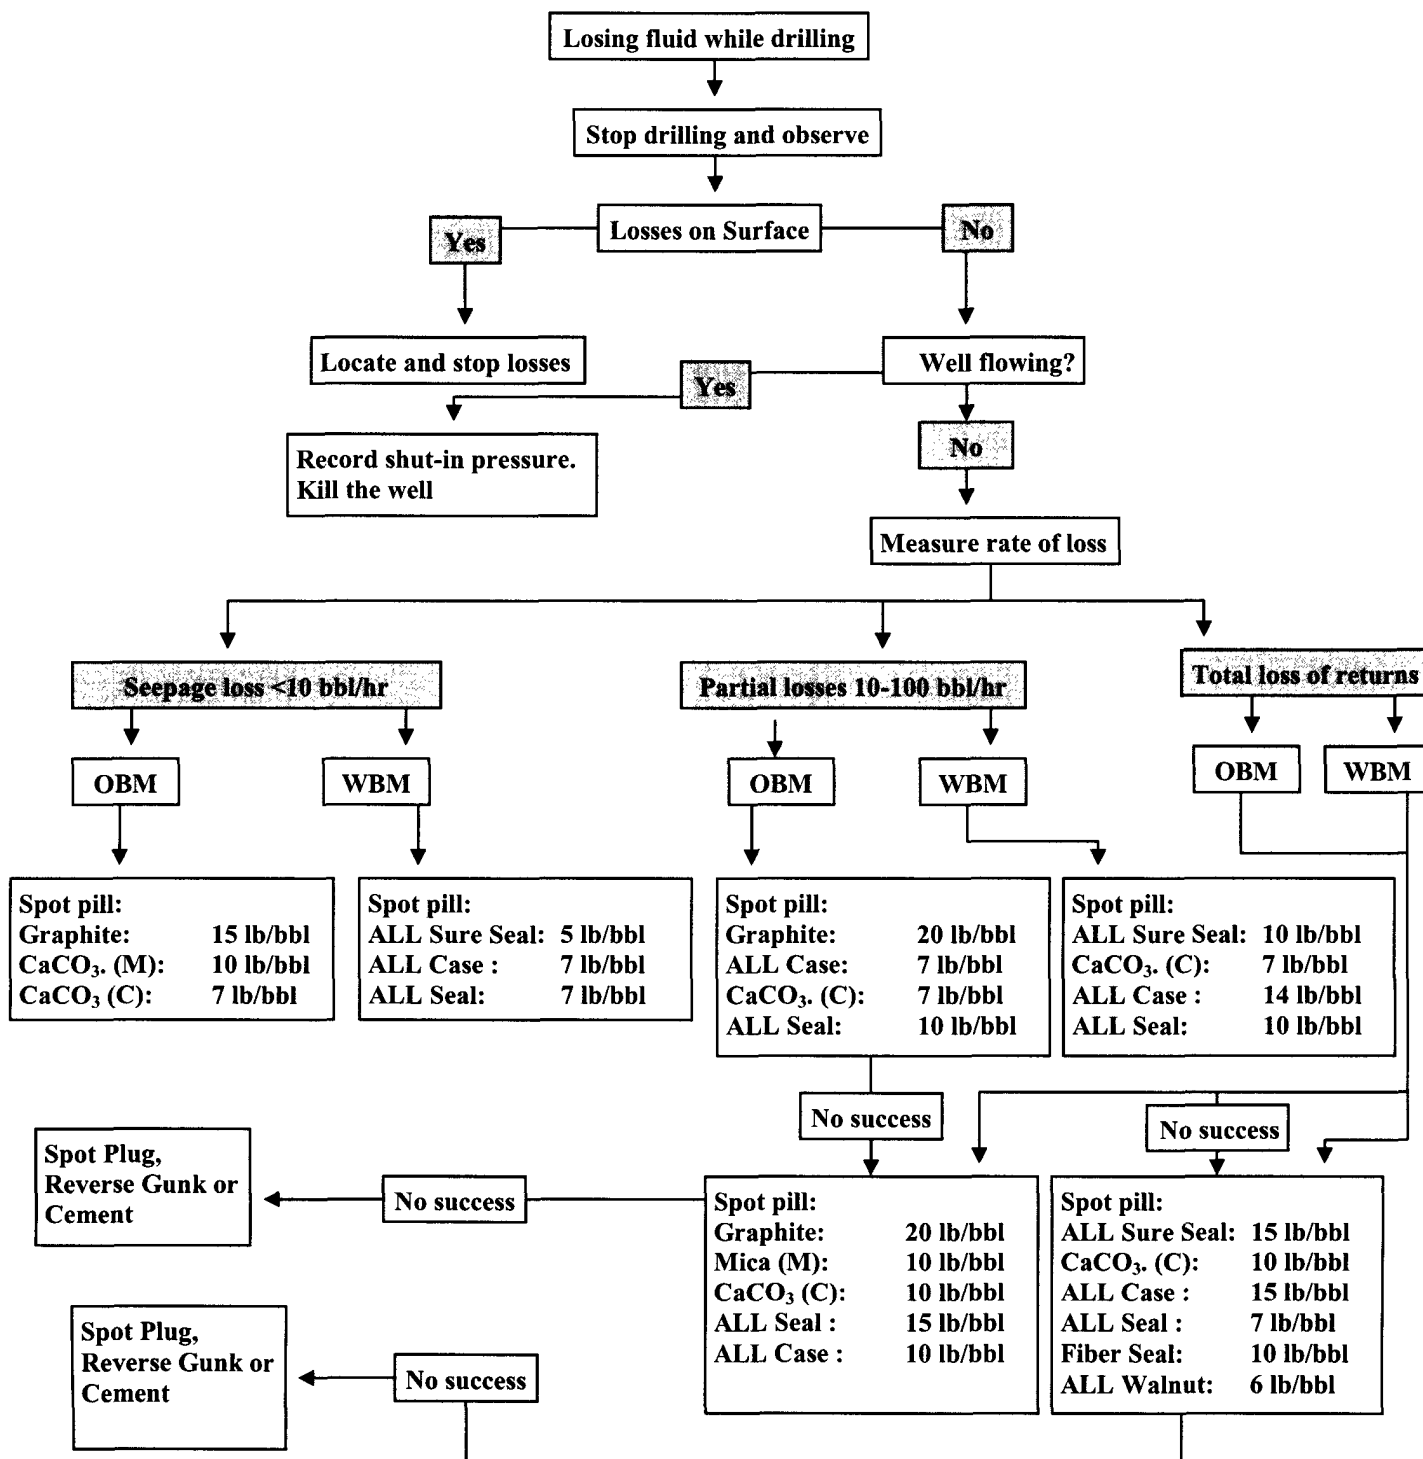 Losing fluid while drilling
Stop drilling and observe
Yes
Losses on Surface
No
Locate and stop losses
Yes
Well flowing?
Record shut-in pressure.
Kill the well
No
Measure rate of loss
Seepage loss <10 bbl/hr
Partial losses 10-100 bbl/hr
Total loss of returns
OBM
WBM
OBM
WBM
OBM
WBM
Spot pill:
Graphite: 15 lb/bbl
CaCO₃. (M): 10 lb/bbl
CaCO₃ (C): 7 lb/bbl
Spot pill:
ALL Sure Seal: 5 lb/bbl
ALL Case : 7 lb/bbl
ALL Seal: 7 lb/bbl
Spot pill:
Graphite: 20 lb/bbl
ALL Case: 7 lb/bbl
CaCO₃. (C): 7 lb/bbl
ALL Seal: 10 lb/bbl
Spot pill:
ALL Sure Seal: 10 lb/bbl
CaCO₃. (C): 7 lb/bbl
ALL Case : 14 lb/bbl
ALL Seal: 10 lb/bbl
No success
No success
Spot Plug,
Reverse Gunk or
Cement
No success
Spot pill:
Graphite: 20 lb/bbl
Mica (M): 10 lb/bbl
CaCO₃ (C): 10 lb/bbl
ALL Seal : 15 lb/bbl
ALL Case : 10 lb/bbl
Spot pill:
ALL Sure Seal: 15 lb/bbl
CaCO₃. (C): 10 lb/bbl
ALL Case : 15 lb/bbl
ALL Seal : 7 lb/bbl
Fiber Seal: 10 lb/bbl
ALL Walnut: 6 lb/bbl
Spot Plug,
Reverse Gunk or
Cement
No success